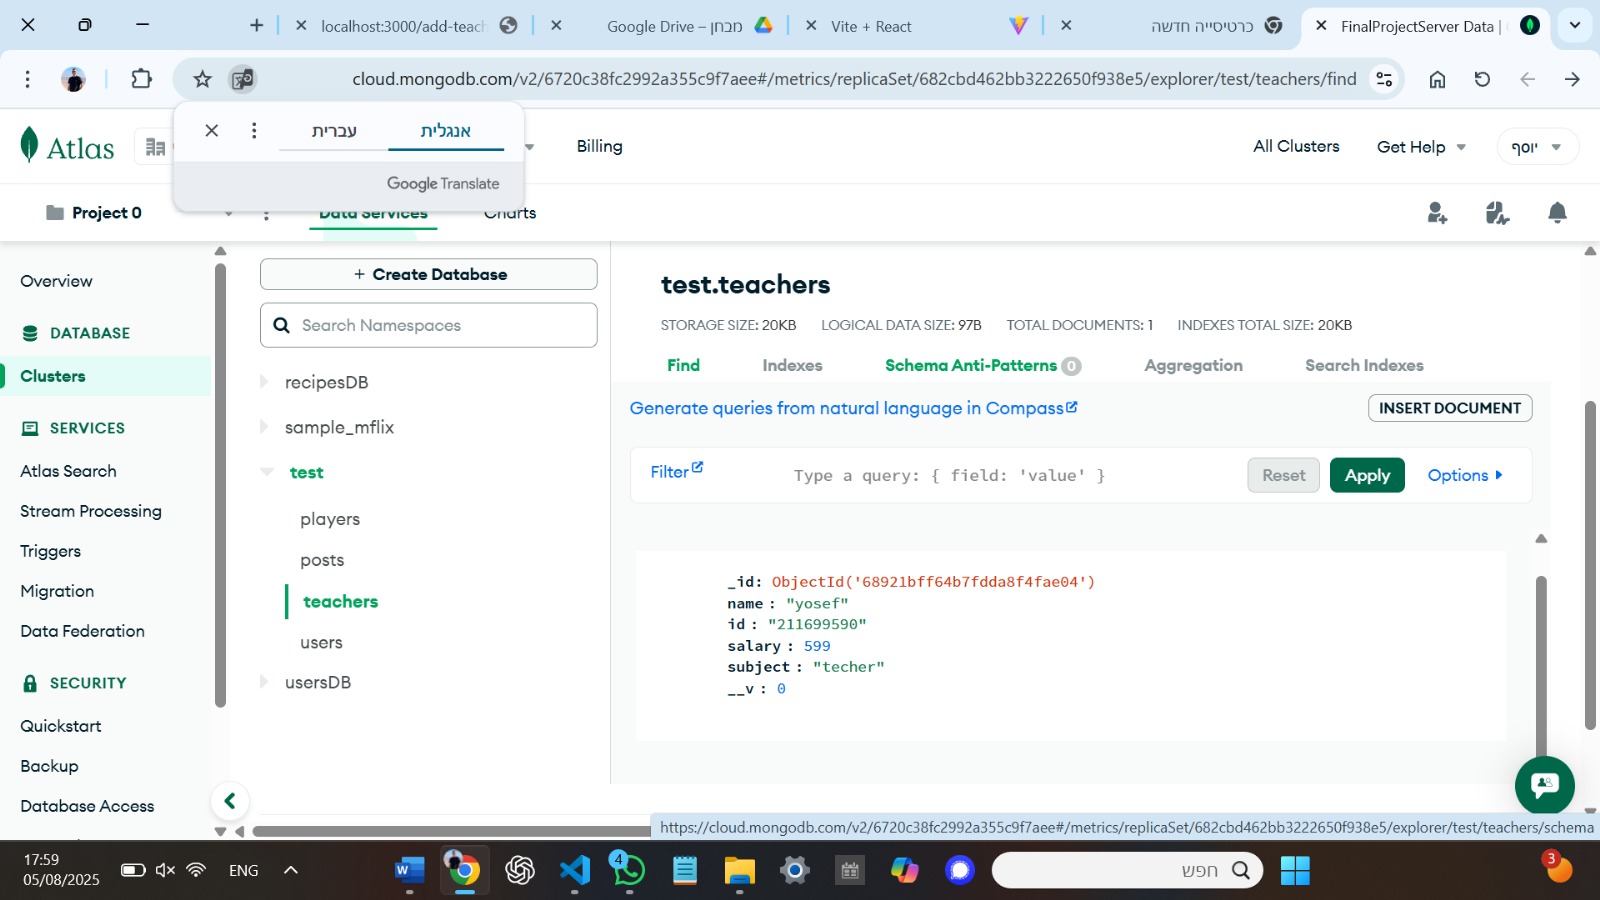 localhost:3000/add-teach
Google Drive – מבחן
Vite + React
כרטיסייה חדשה
FinalProjectServer Data |
cloud.mongodb.com/v2/6720c38fc2992a355c9f7aee#/metrics/replicaSet/682cbd462bb3222650f938e5/explorer/test/teachers/find
עברית
אנגלית
Google Translate
Atlas
Billing
All Clusters
Get Help
יוסף
Project 0
Data Services
Charts
Overview
DATABASE
Clusters
SERVICES
Atlas Search
Stream Processing
Triggers
Migration
Data Federation
SECURITY
Quickstart
Backup
Database Access
+ Create Database
Search Namespaces
recipesDB
sample_mflix
test
players
posts
teachers
users
usersDB
test.teachers
STORAGE SIZE: 20KB LOGICAL DATA SIZE: 97B TOTAL DOCUMENTS: 1 INDEXES TOTAL SIZE: 20KB
Find Indexes Schema Anti-Patterns 0 Aggregation Search Indexes
Generate queries from natural language in Compass
INSERT DOCUMENT
Filter
Type a query: { field: 'value' }
Reset
Apply
Options
_id: ObjectId('68921bff64b7fdda8f4fae04')
name : "yosef"
id : "211699590"
salary : 599
subject : "techer"
__v : 0
https://cloud.mongodb.com/v2/6720c38fc2992a355c9f7aee#/metrics/replicaSet/682cbd462bb3222650f938e5/explorer/test/teachers/schema
17:59
05/08/2025
ENG
4
חפש
3